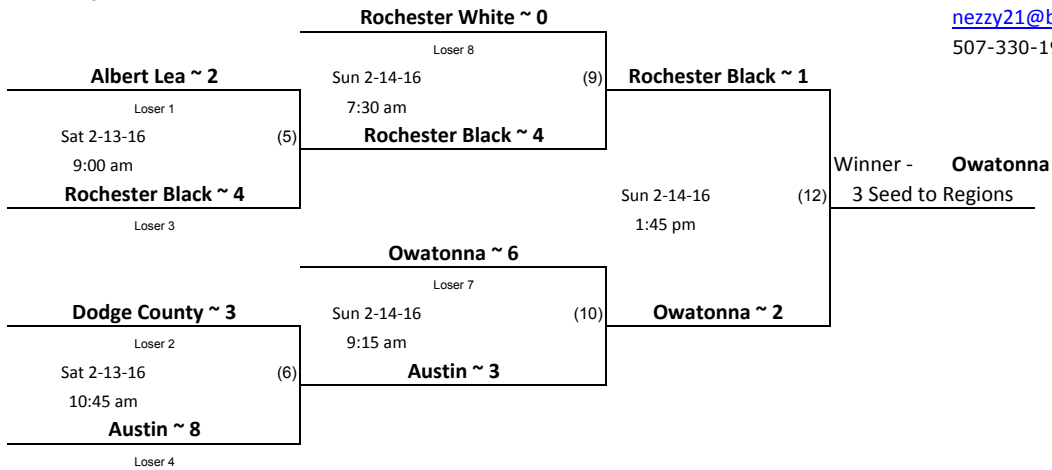 Rochester White ~ 0
nezzy21@b
Loser 8
507-330-19
Albert Lea ~ 2
Sun 2-14-16
(9)
Rochester Black ~ 1
Loser 1
7:30 am
Sat 2-13-16
(5)
Rochester Black ~ 4
9:00 am
Winner - Owatonna
Rochester Black ~ 4
Sun 2-14-16
(12)
3 Seed to Regions
Loser 3
1:45 pm
Owatonna ~ 6
Loser 7
Dodge County ~ 3
Sun 2-14-16
(10)
Owatonna ~ 2
Loser 2
9:15 am
Sat 2-13-16
(6)
Austin ~ 3
10:45 am
Austin ~ 8
Loser 4